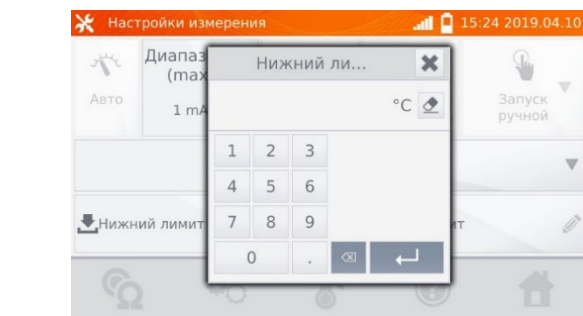 Настройки измерения 15:24 2019.04.10
Диапаз
(max
Авто
1 mA
Запуск
ручной
Нижний ли...
°C
1 2 3
4 5 6
7 8 9
0 .
Нижний лимит
ит